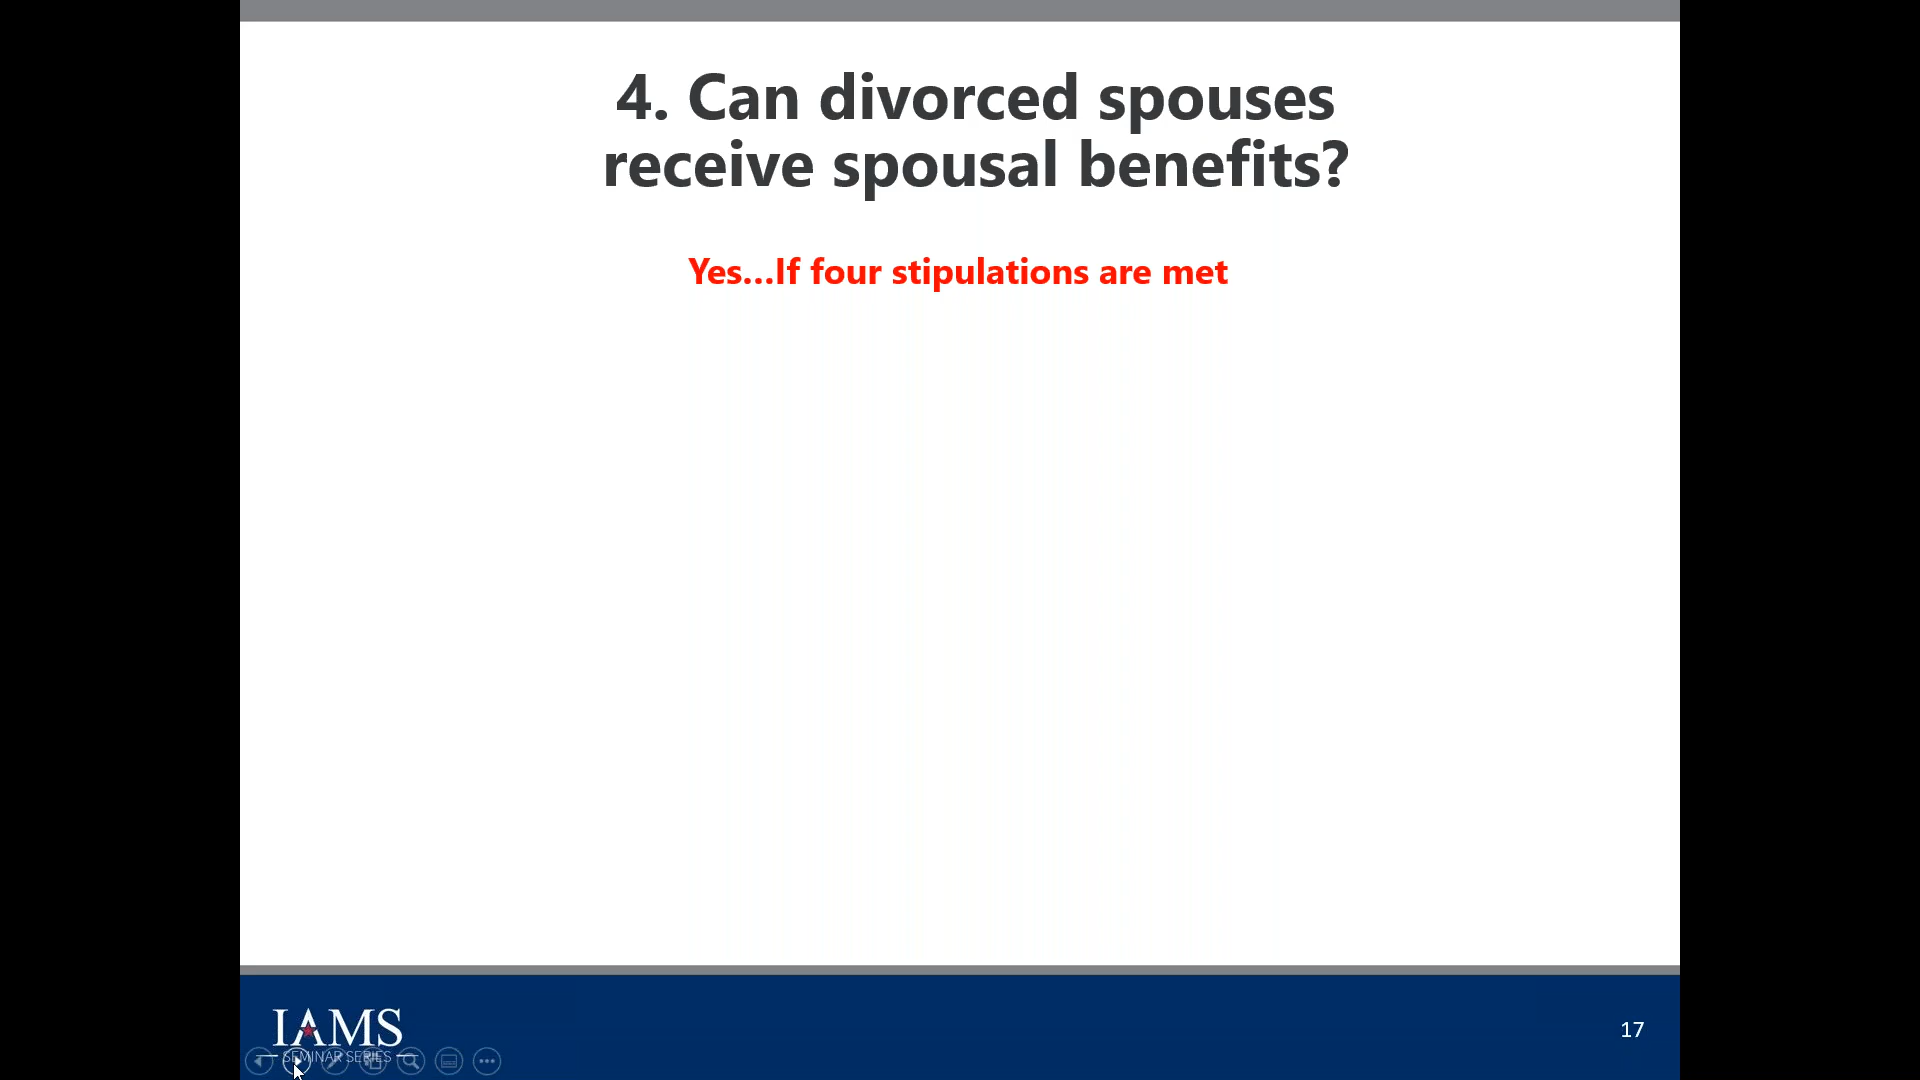 4. Can divorced spouses
receive spousal benefits?
Yes...If four stipulations are met
IAMS
SEMINAR SERIES
17